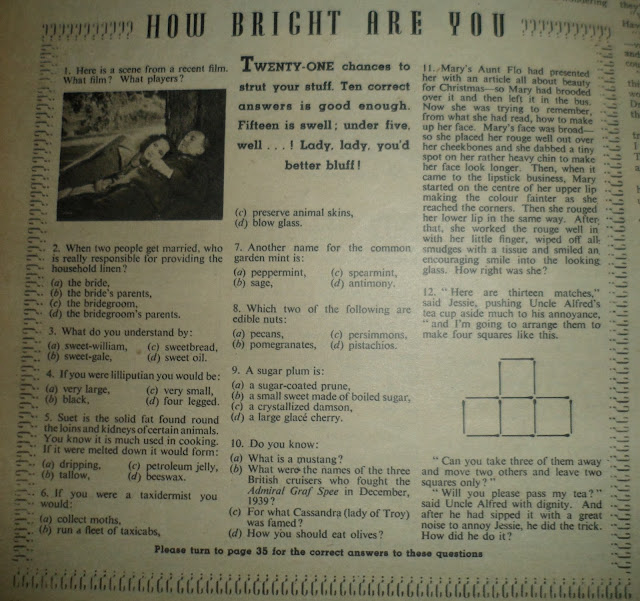 HOW BRIGHT ARE YOU
1. Here is a scene from a recent film.
What film? What players?
2. When two people get married, who
is really responsible for providing the
household linen?
(a) the bride,
(b) the bride's parents,
(c) the bridegroom,
(d) the bridegroom's parents.
3. What do you understand by:
(a) sweet-william, (c) sweetbread,
(b) sweet-gale, (d) sweet oil.
4. If you were lilliputian you would be:
(a) very large, (c) very small,
(b) black, (d) four legged.
5. Suet is the solid fat found round
the loins and kidneys of certain animals.
You know it is much used in cooking.
If it were melted down it would form:
(a) dripping, (c) petroleum jelly,
(b) tallow, (d) beeswax.
6. If you were a taxidermist you
would:
(a) collect moths,
(b) run a fleet of taxicabs,
TWENTY-ONE chances to
strut your stuff. Ten correct
answers is good enough.
Fifteen is swell; under five,
well . . . ! Lady, lady, you'd
better bluff!
(c) preserve animal skins,
(d) blow glass.
7. Another name for the common
garden mint is:
(a) peppermint, (c) spearmint,
(b) sage, (d) antimony.
8. Which two of the following are
edible nuts:
(a) pecans, (c) persimmons,
(b) pomegranates, (d) pistachios.
9. A sugar plum is:
(a) a sugar-coated prune,
(b) a small sweet made of boiled sugar,
(c) a crystallized damson,
(d) a large glacé cherry.
10. Do you know:
(a) What is a mustang?
(b) What were the names of the three
British cruisers who fought the
Admiral Graf Spee in December,
1939?
(c) For what Cassandra (lady of Troy)
was famed?
(d) How you should eat olives?
11. Mary's Aunt Flo had presented
her with an article all about beauty
for Christmas—so Mary had brooded
over it and then left it in the bus.
Now she was trying to remember,
from what she had read, how to make
up her face. Mary's face was broad—
so she placed her rouge well out over
her cheekbones and she dabbed a tiny
spot on her rather heavy chin to make
her face look longer. Then, when it
came to the lipstick business, Mary
started on the centre of her upper lip
making the colour fainter as she
reached the corners. Then she rouged
her lower lip in the same way. After
that, she worked the rouge well in
with her little finger, wiped off all
smudges with a tissue and smiled an
encouraging smile into the looking
glass. How right was she?
12. "Here are thirteen matches,"
said Jessie, pushing Uncle Alfred's
tea cup aside much to his annoyance,
"and I'm going to arrange them to
make four squares like this.
"Can you take three of them away
and move two others and leave two
squares only?"
"Will you please pass my tea?"
said Uncle Alfred with dignity. And
after he had sipped it with a great
noise to annoy Jessie, he did the trick.
How did he do it?
Please turn to page 35 for the correct answers to these questions